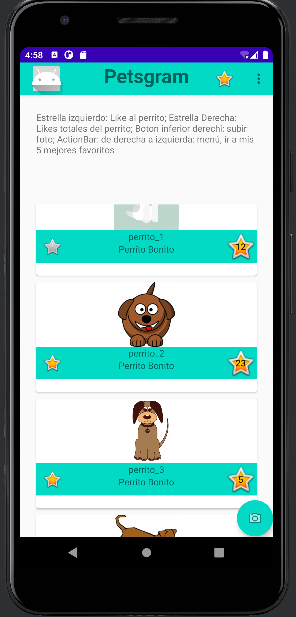 4:58
Petsgram
Estrella izquierdo: Like al perrito; Estrella Derecha:
Likes totales del perrito; Boton inferior derechi: subir
foto; ActionBar: de derecha a izquierda: menú, ir a mis
5 mejores favoritos
perrito_1
12
Perrito Bonito
perrito_2
23
Perrito Bonito
perrito_3
5
Perrito Bonito